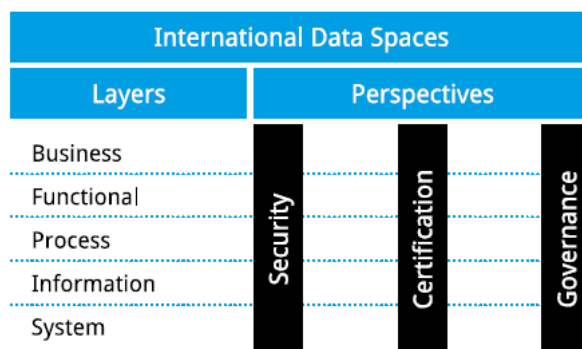 International Data Spaces
Layers
Perspectives
Business
Functional
Process
Information
System
Security
Certification
Governance